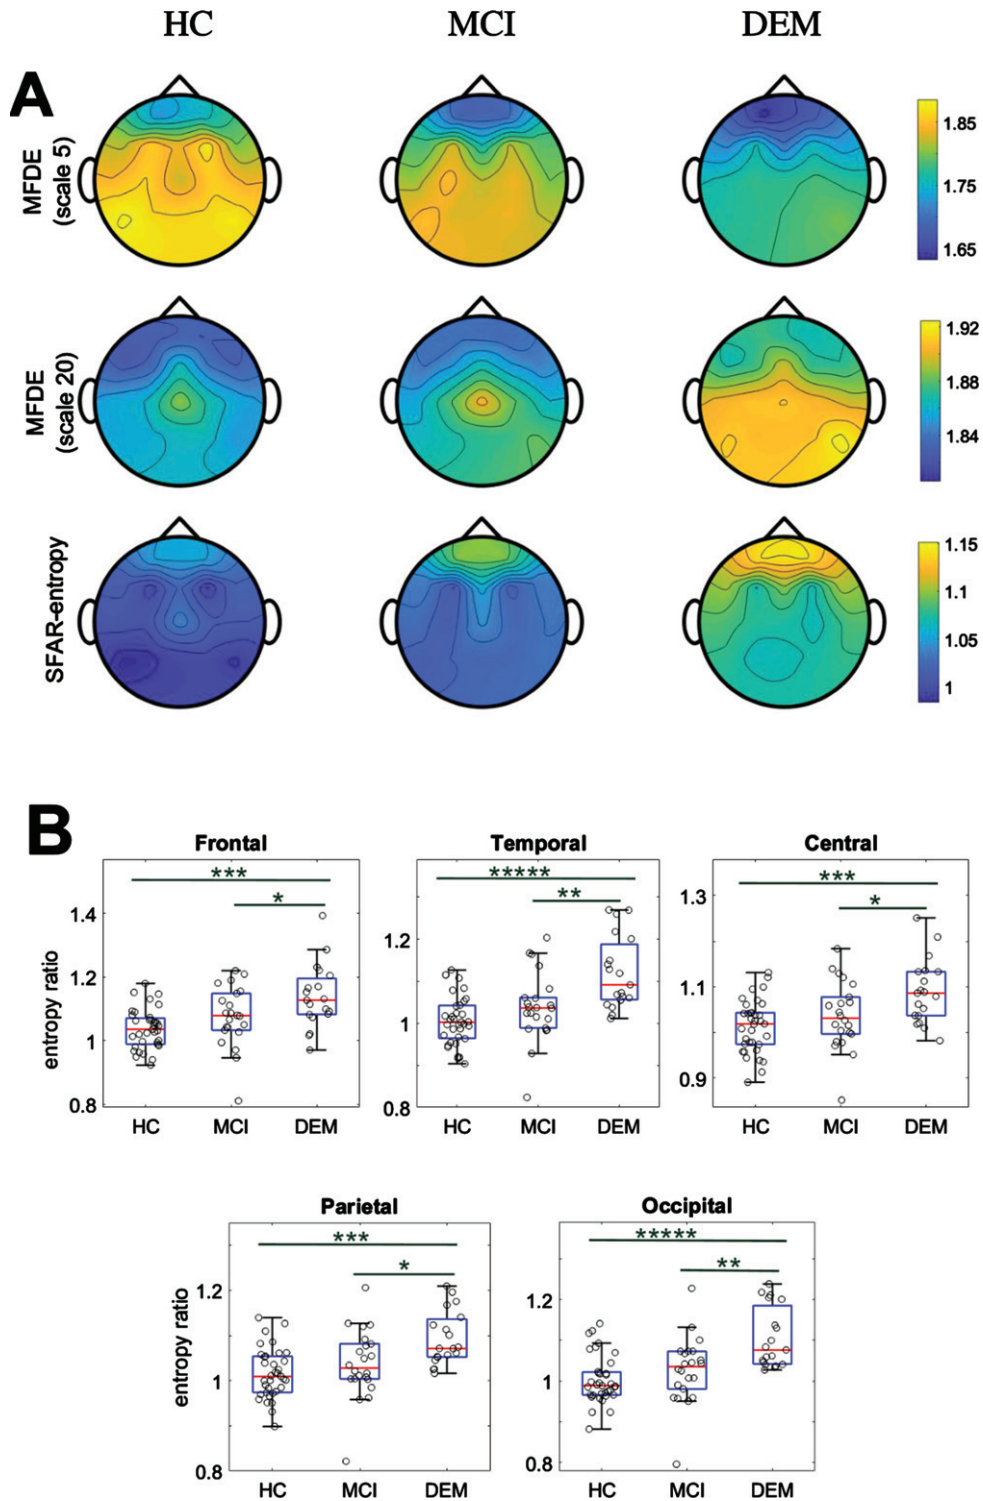 HC MCI DEM
A
MFDE
(scale 5)
1.85
1.75
1.65
MFDE
(scale 20)
1.92
1.88
1.84
SFAR-entropy
1.15
1.1
1.05
1
B
Frontal
***
*
entropy ratio
1.4
1.2
1
0.8
HC MCI DEM
Temporal
*****
**
1.2
1
0.8
HC MCI DEM
Central
***
*
1.3
1.1
0.9
HC MCI DEM
Parietal
***
*
entropy ratio
1.2
1
0.8
HC MCI DEM
Occipital
*****
**
1.2
1
0.8
HC MCI DEM